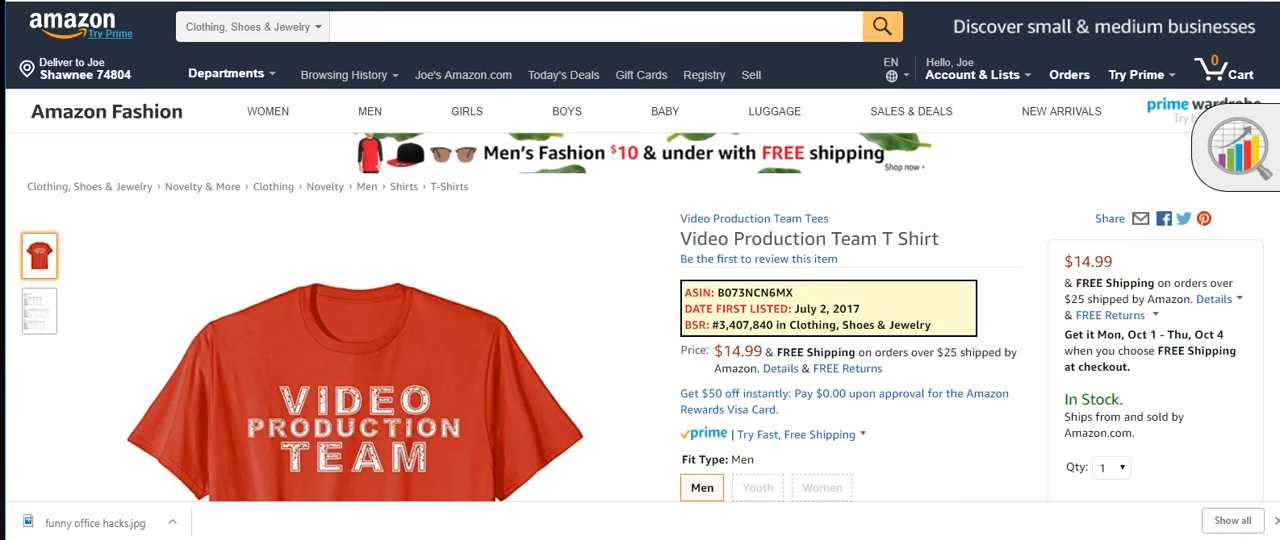 amazon
Try Prime
Clothing, Shoes & Jewelry
Discover small & medium businesses
Deliver to Joe
Shawnee 74804
Departments
Browsing History
Joe's Amazon.com
Today's Deals
Gift Cards
Registry
Sell
EN
Hello, Joe
Account & Lists
Orders
Try Prime
0
Cart
Amazon Fashion
WOMEN
MEN
GIRLS
BOYS
BABY
LUGGAGE
SALES & DEALS
NEW ARRIVALS
prime wardrobe
Men's Fashion $10 & under with FREE shipping
Shop now ›
Clothing, Shoes & Jewelry › Novelty & More › Clothing › Novelty › Men › Shirts › T-Shirts
VIDEO
PRODUCTION
TEAM
Video Production Team Tees
Video Production Team T Shirt
Be the first to review this item
ASIN: B073NCN6MX
DATE FIRST LISTED: July 2, 2017
BSR: #3,407,840 in Clothing, Shoes & Jewelry
Price: $14.99 & FREE Shipping on orders over $25 shipped by
Amazon. Details & FREE Returns
Get $50 off instantly: Pay $0.00 upon approval for the Amazon
Rewards Visa Card.
prime | Try Fast, Free Shipping
Fit Type: Men
Men
Youth
Women
Share
$14.99
& FREE Shipping on orders over
$25 shipped by Amazon. Details
& FREE Returns
Get it Mon, Oct 1 - Thu, Oct 4
when you choose FREE Shipping
at checkout.
In Stock.
Ships from and sold by
Amazon.com.
Qty: 1
funny office hacks.jpg
Show all